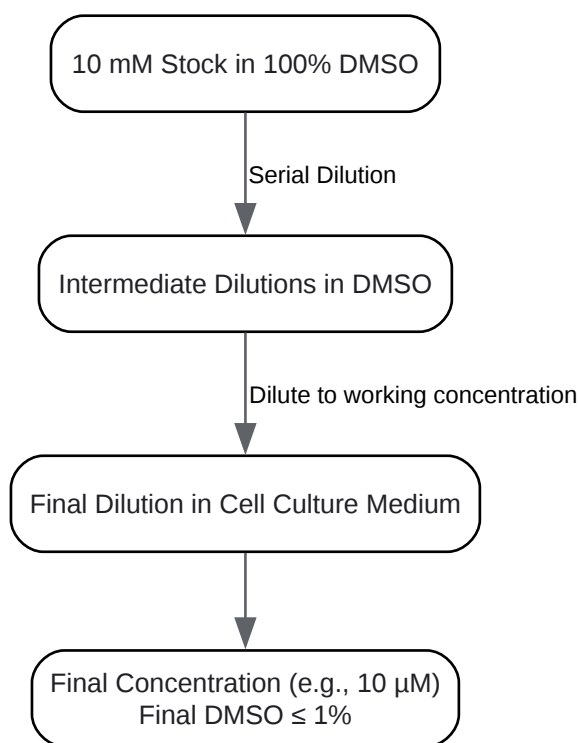 10 mM Stock in 100% DMSO
Serial Dilution
Intermediate Dilutions in DMSO
Dilute to working concentration
Final Dilution in Cell Culture Medium
Final Concentration (e.g., 10 µM)
Final DMSO ≤ 1%